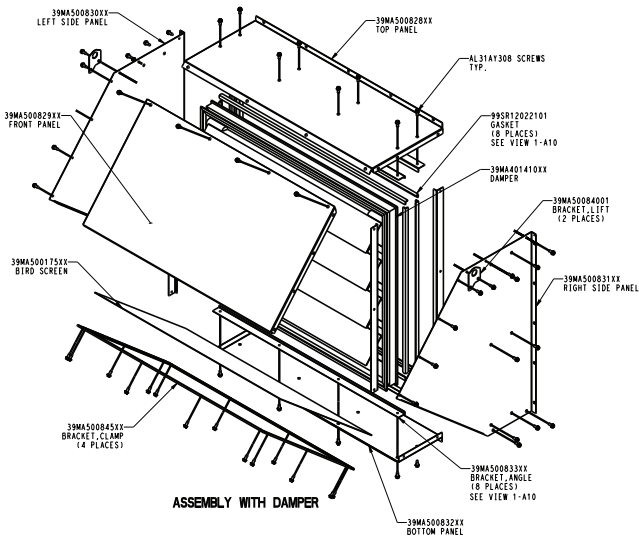 39MA500830XX
LEFT SIDE PANEL
39MA500828XX
TOP PANEL
AL31AY308 SCREWS
TYP.
99SR12022101
GASKET
(8 PLACES)
SEE VIEW 1-A10
39MA500829XX
FRONT PANEL
39MA401410XX
DAMPER
39MA50084001
BRACKET,LIFT
(2 PLACES)
39MA500831XX
RIGHT SIDE PANEL
39MA500175XX
BIRD SCREEN
39MA500845XX
BRACKET,CLAMP
(4 PLACES)
39MA500833XX
BRACKET,ANGLE
(8 PLACES)
SEE VIEW 1-A10
ASSEMBLY WITH DAMPER
39MA500832XX
BOTTOM PANEL